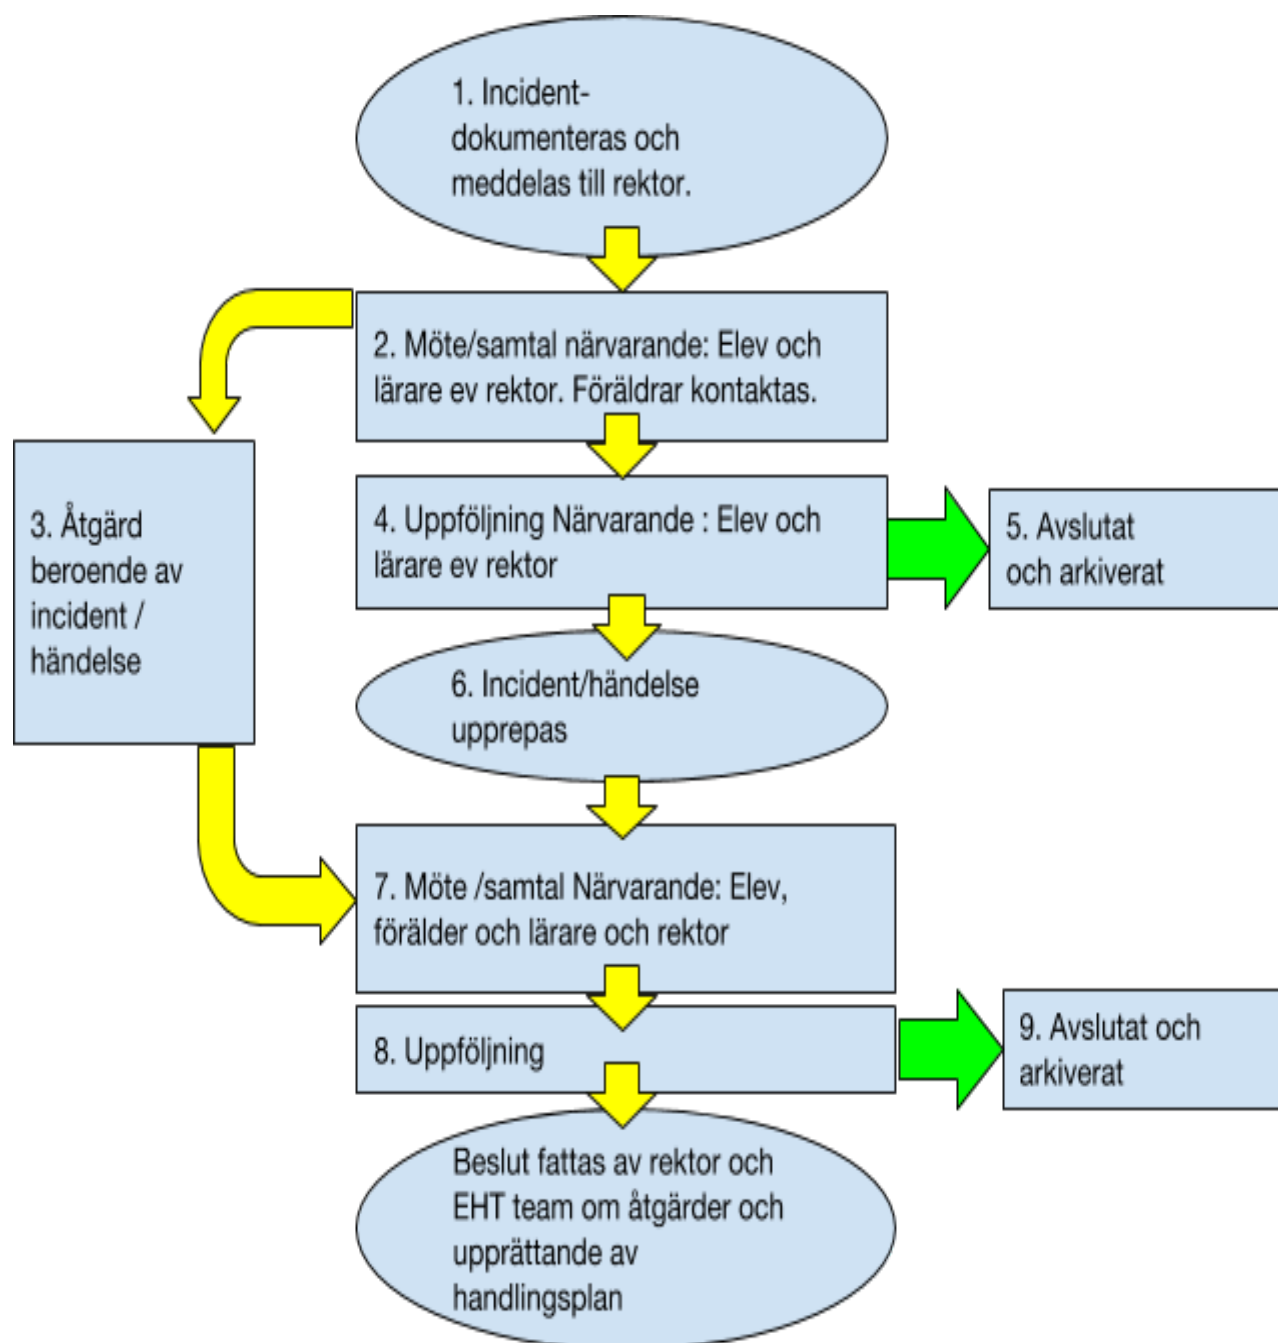 1. Incident-
dokumenteras och
meddelas till rektor.
2. Möte/samtal närvarande: Elev och
lärare ev rektor. Föräldrar kontaktas.
3. Åtgärd
beroende av
incident /
händelse
4. Uppföljning Närvarande : Elev och
lärare ev rektor
5. Avslutat
och arkiverat
6. Incident/händelse
upprepas
7. Möte /samtal Närvarande: Elev,
förälder och lärare och rektor
8. Uppföljning
9. Avslutat och
arkiverat
Beslut fattas av rektor och
EHT team om åtgärder och
upprättande av
handlingsplan